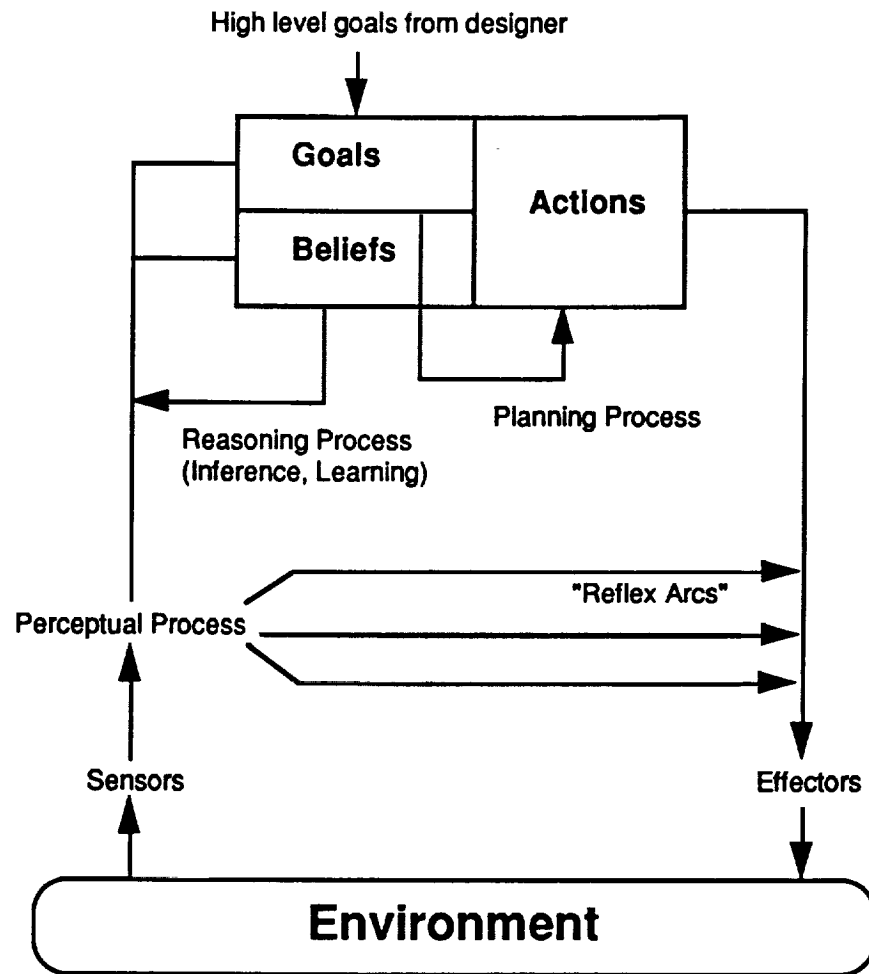 High level goals from designer
Goals
Actions
Beliefs
Planning Process
Reasoning Process
(Inference, Learning)
"Reflex Arcs"
Perceptual Process
Sensors
Effectors
Environment